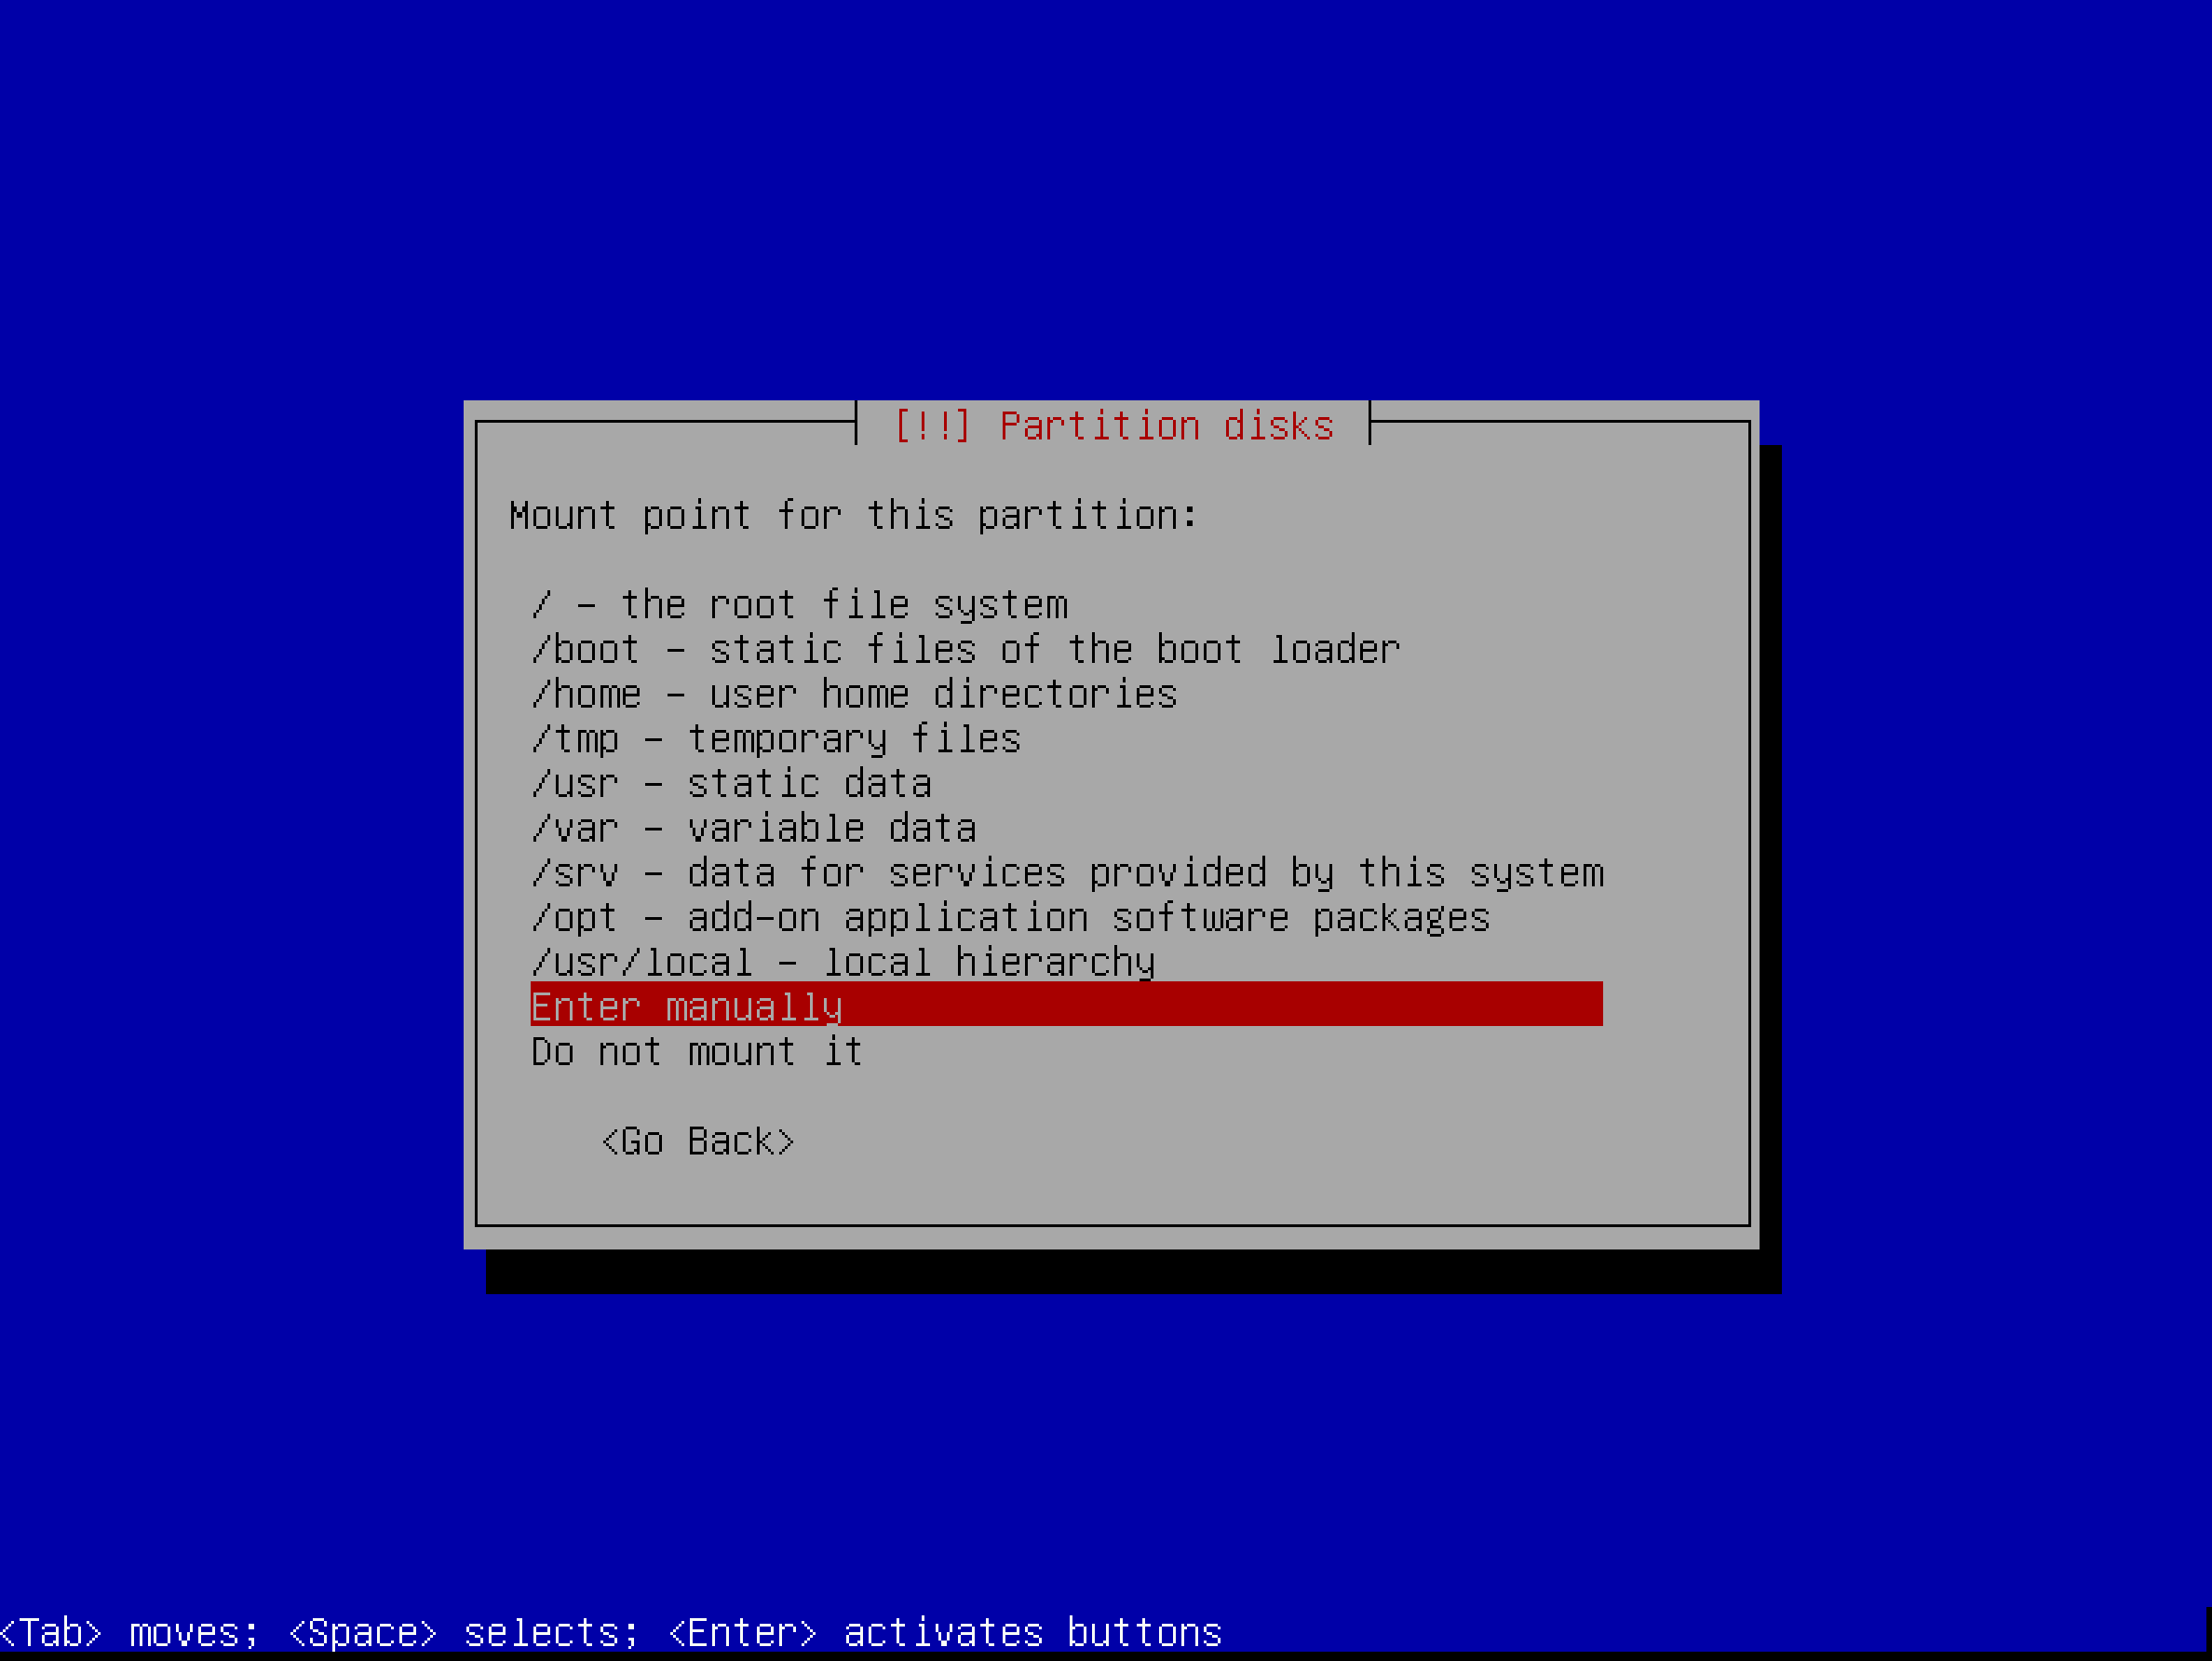 [!!] Partition disks
Mount point for this partition:
/ - the root file system
/boot - static files of the boot loader
/home - user home directories
/tmp - temporary files
/usr - static data
/var - variable data
/srv - data for services provided by this system
/opt - add-on application software packages
/usr/local - local hierarchy
Enter manually
Do not mount it
<Go Back>
<Tab> moves; <Space> selects; <Enter> activates buttons